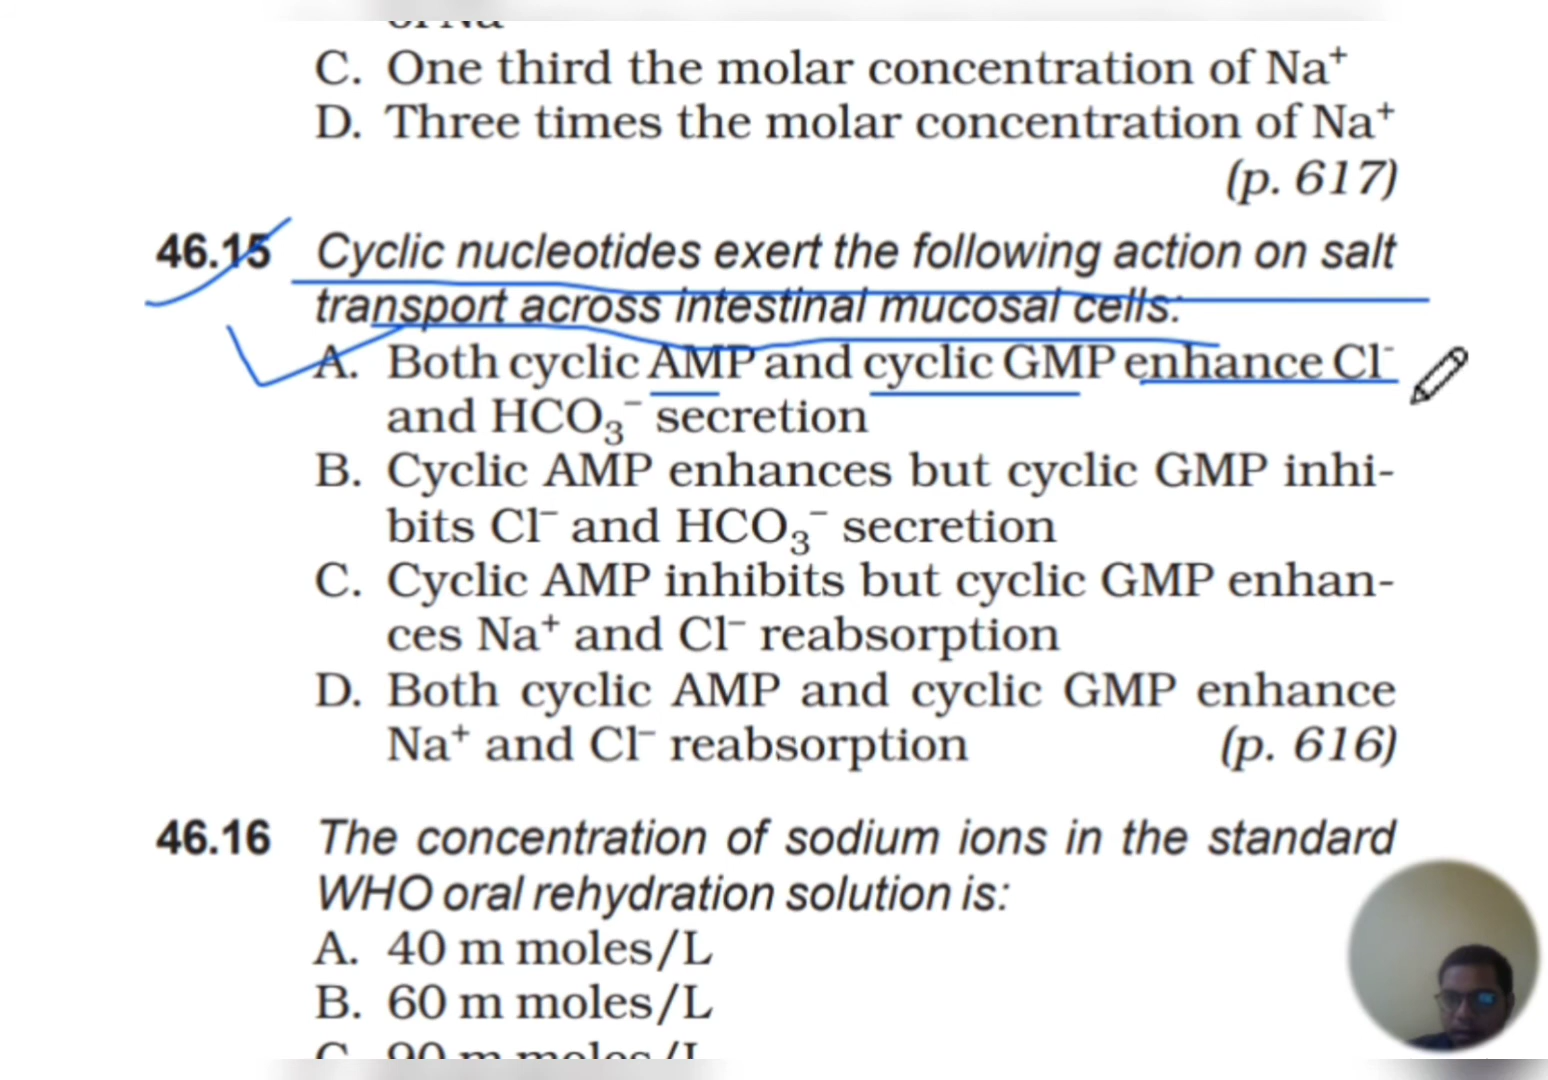 C. One third the molar concentration of Na⁺
D. Three times the molar concentration of Na⁺
(p. 617)
46.15 Cyclic nucleotides exert the following action on salt
transport across intestinal mucosal cells:
A. Both cyclic AMP and cyclic GMP enhance Cl⁻
and HCO₃⁻ secretion
B. Cyclic AMP enhances but cyclic GMP inhi-
bits Cl⁻ and HCO₃⁻ secretion
C. Cyclic AMP inhibits but cyclic GMP enhan-
ces Na⁺ and Cl⁻ reabsorption
D. Both cyclic AMP and cyclic GMP enhance
Na⁺ and Cl⁻ reabsorption (p. 616)
46.16 The concentration of sodium ions in the standard
WHO oral rehydration solution is:
A. 40 m moles/L
B. 60 m moles/L
C. 90 m moles/L